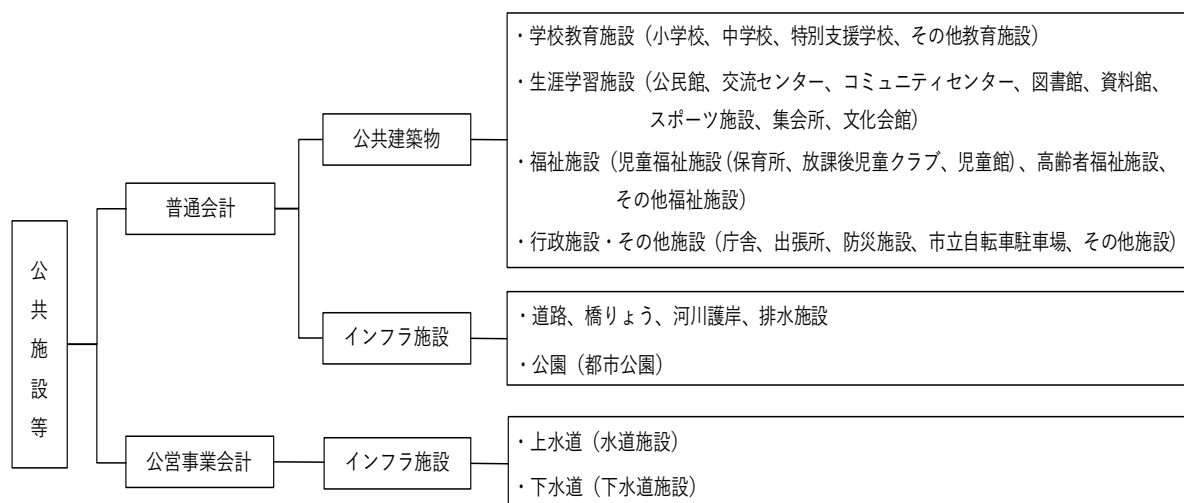 ・学校教育施設（小学校、中学校、特別支援学校、その他教育施設）
・生涯学習施設（公民館、交流センター、コミュニティセンター、図書館、資料館、
スポーツ施設、集会所、文化会館）
公共建築物
・福祉施設（児童福祉施設(保育所、放課後児童クラブ、児童館)、高齢者福祉施設、
その他福祉施設）
普通会計
・行政施設・その他施設（庁舎、出張所、防災施設、市立自転車駐車場、その他施設）
公共施設等
インフラ施設
・道路、橋りょう、河川護岸、排水施設
・公園（都市公園）
公営事業会計
インフラ施設
・上水道（水道施設）
・下水道（下水道施設）